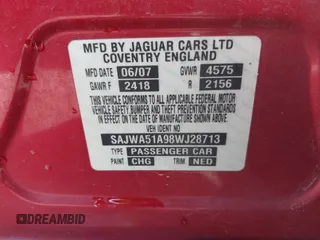 MFD BY JAGUAR CARS LTD
COVENTRY ENGLAND
MFD DATE 06/07 GVWR 4575
GAWR F 2418 R 2156
THIS VEHICLE CONFORMS TO ALL APPLICABLE FEDERAL MOTOR
VEHICLE SAFETY BUMPER AND THEFT PREVENTION STANDARDS
IN EFFECT ON THE DATE OF MANUFACTURE SHOWN ABOVE
VEH IDENT NO
SAJWA51A98WJ28713
TYPE PASSENGER CAR
PAINT CHG TRIM NED
DREAMBID